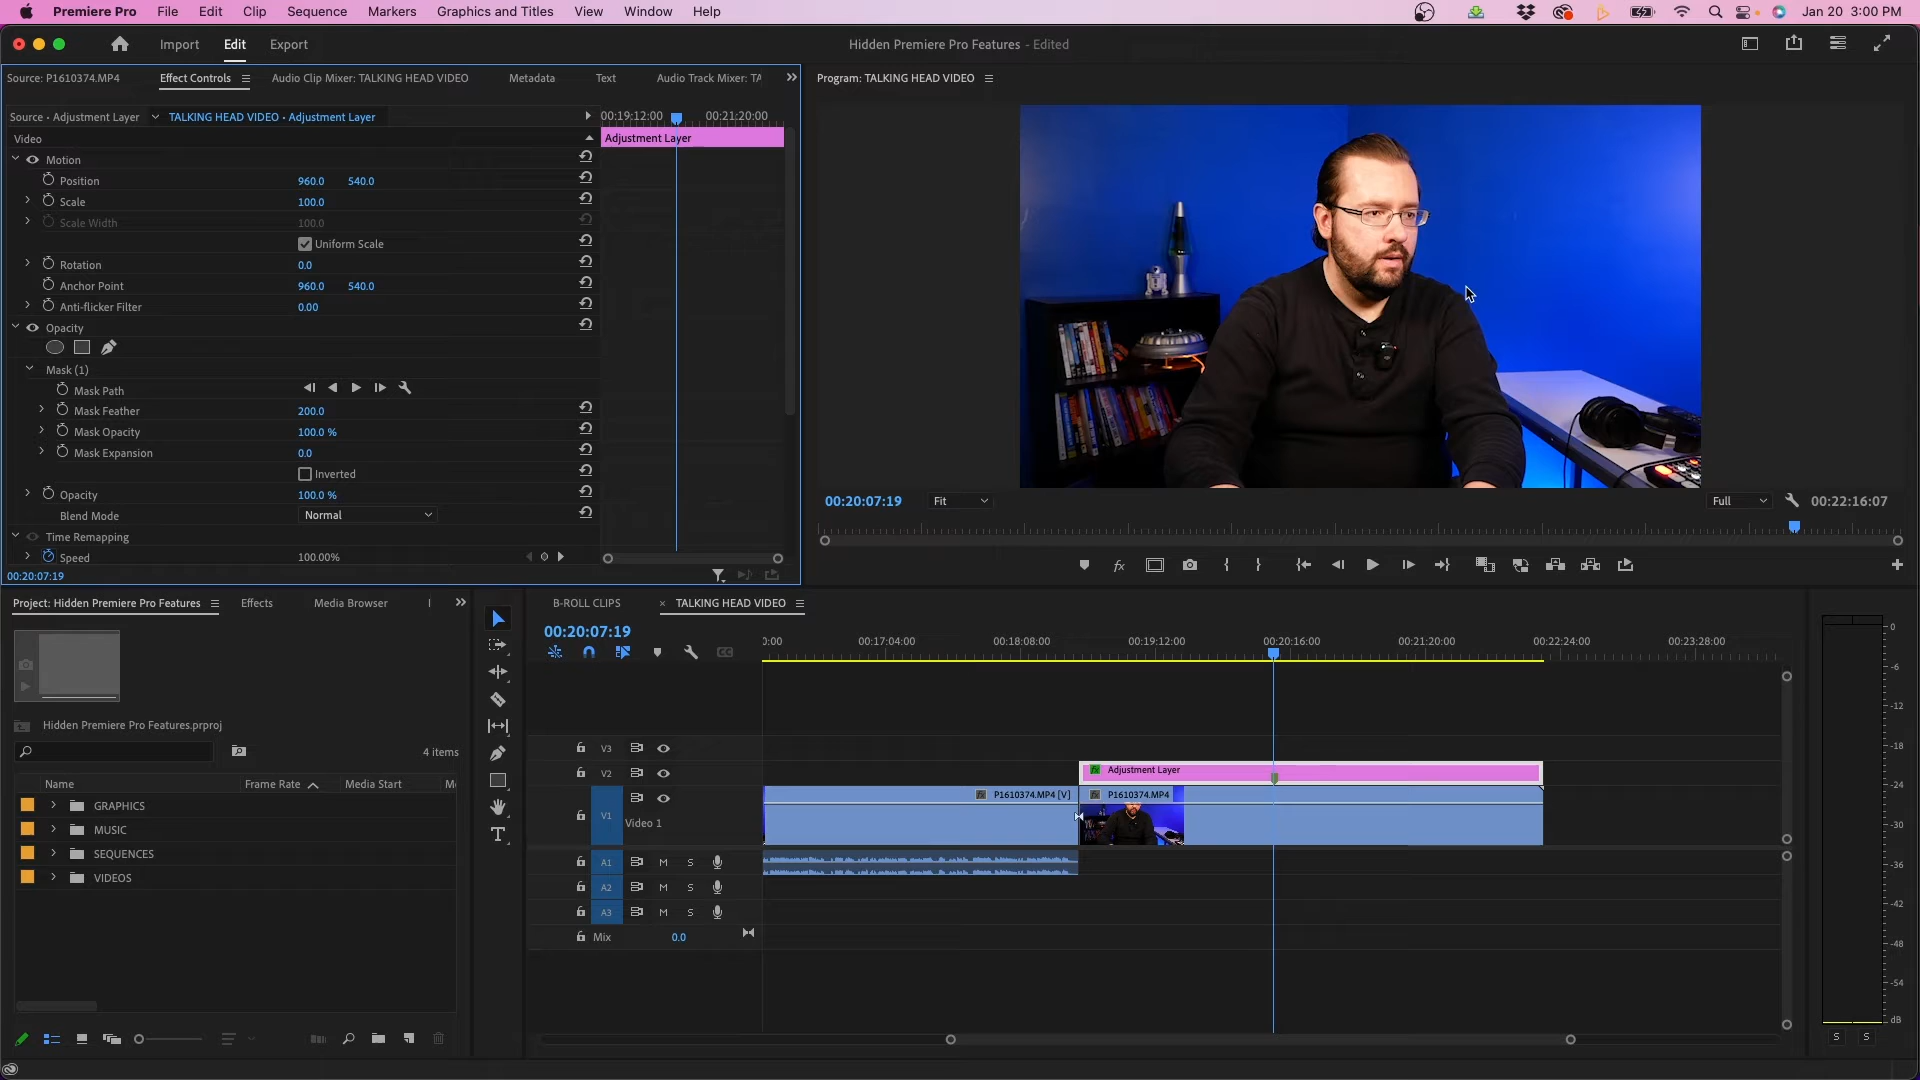 Premiere Pro File Edit Clip Sequence Markers Graphics and Titles View Window Help Jan 20 3:00 PM
Import Edit Export Hidden Premiere Pro Features - Edited
Source: P1610374.MP4 Effect Controls Audio Clip Mixer: TALKING HEAD VIDEO Metadata Text Audio Track Mixer: TA
Program: TALKING HEAD VIDEO
Source • Adjustment Layer TALKING HEAD VIDEO • Adjustment Layer 00:19:12:00 00:21:20:00
Video Adjustment Layer
Motion
Position 960.0 540.0
Scale 100.0
Scale Width 100.0
Uniform Scale
Rotation 0.0
Anchor Point 960.0 540.0
Anti-flicker Filter 0.00
Opacity
Mask (1)
Mask Path
Mask Feather 200.0
Mask Opacity 100.0 %
Mask Expansion 0.0
Inverted
Opacity 100.0 %
Blend Mode Normal
Time Remapping
Speed 100.00%
00:20:07:19
00:20:07:19 Fit Full 00:22:16:07
fx
Project: Hidden Premiere Pro Features Effects Media Browser
Hidden Premiere Pro Features.prproj
4 items
Name Frame Rate Media Start
GRAPHICS
MUSIC
SEQUENCES
VIDEOS
B-ROLL CLIPS TALKING HEAD VIDEO
00:20:07:19
0:00 00:17:04:00 00:18:08:00 00:19:12:00 00:20:16:00 00:21:20:00 00:22:24:00 00:23:28:00
V3
V2 fx Adjustment Layer
fx P1610374.MP4 [V] fx P1610374.MP4
V1 Video 1
A1 M S
A2 M S
A3 M S
Mix 0.0
0
-6
-12
-18
-24
-30
-36
-42
-48
-54
dB
S S